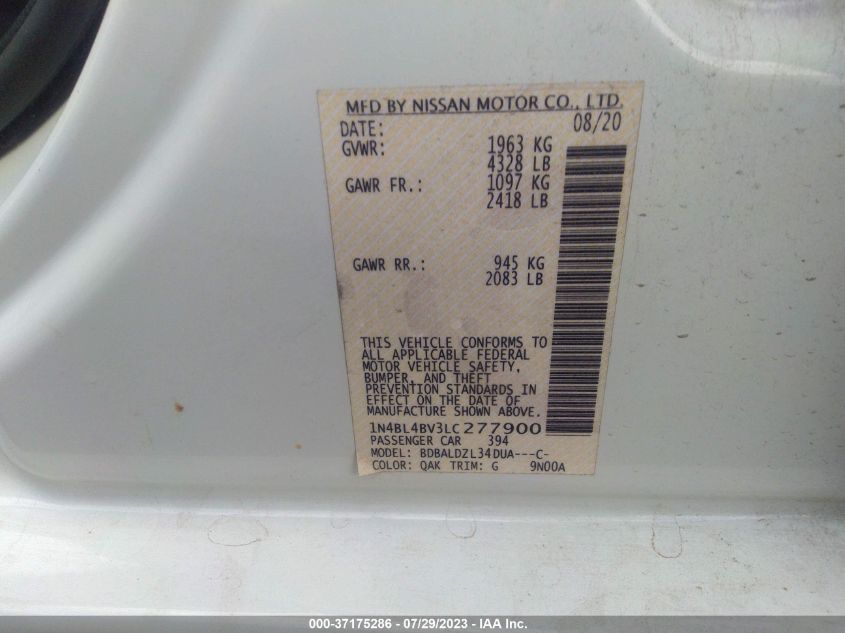 MFD BY NISSAN MOTOR CO., LTD.
DATE: 08/20
GVWR: 1963 KG
4328 LB
GAWR FR.: 1097 KG
2418 LB
GAWR RR.: 945 KG
2083 LB
THIS VEHICLE CONFORMS TO
ALL APPLICABLE FEDERAL
MOTOR VEHICLE SAFETY,
BUMPER, AND THEFT
PREVENTION STANDARDS IN
EFFECT ON THE DATE OF
MANUFACTURE SHOWN ABOVE.
1N4BL4BV3LC277900
PASSENGER CAR 394
MODEL: BDBALDZL34DUA---C-
COLOR: QAK TRIM: G 9N00A
000-37175286 - 07/29/2023 - IAA Inc.